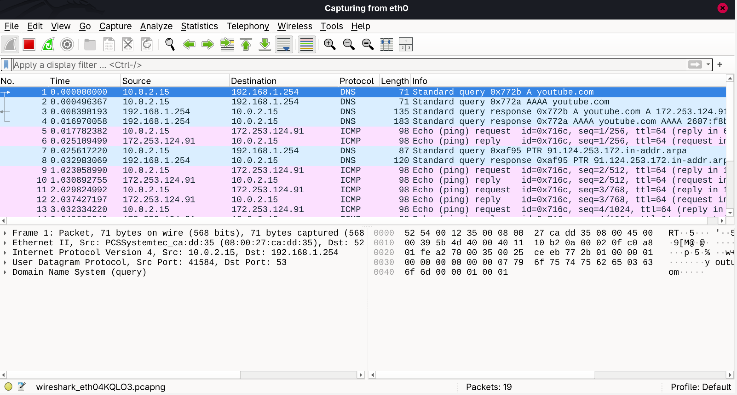 Capturing from eth0
File Edit View Go Capture Analyze Statistics Telephony Wireless Tools Help
Apply a display filter ... <Ctrl-/>
No. Time Source Destination Protocol Length Info
1 0.000000000 10.0.2.15 192.168.1.254 DNS 71 Standard query 0x772b A youtube.com
2 0.000496367 10.0.2.15 192.168.1.254 DNS 71 Standard query 0x772a AAAA youtube.com
3 0.008398193 192.168.1.254 10.0.2.15 DNS 135 Standard query response 0x772b A youtube.com A 172.253.124.91
4 0.016970058 192.168.1.254 10.0.2.15 DNS 183 Standard query response 0x772a AAAA youtube.com AAAA 2607:f8b
5 0.017782382 10.0.2.15 172.253.124.91 ICMP 98 Echo (ping) request id=0x716c, seq=1/256, ttl=64 (reply in 6
6 0.025189499 172.253.124.91 10.0.2.15 ICMP 98 Echo (ping) reply id=0x716c, seq=1/256, ttl=64 (request in
7 0.025617220 10.0.2.15 192.168.1.254 DNS 87 Standard query 0xaf95 PTR 91.124.253.172.in-addr.arpa
8 0.032983069 192.168.1.254 10.0.2.15 DNS 120 Standard query response 0xaf95 PTR 91.124.253.172.in-addr.arp
9 1.023058990 10.0.2.15 172.253.124.91 ICMP 98 Echo (ping) request id=0x716c, seq=2/512, ttl=64 (reply in 1
10 1.030892755 172.253.124.91 10.0.2.15 ICMP 98 Echo (ping) reply id=0x716c, seq=2/512, ttl=64 (request in
11 2.029824992 10.0.2.15 172.253.124.91 ICMP 98 Echo (ping) request id=0x716c, seq=3/768, ttl=64 (reply in 1
12 2.037427197 172.253.124.91 10.0.2.15 ICMP 98 Echo (ping) reply id=0x716c, seq=3/768, ttl=64 (request in
13 3.032334220 10.0.2.15 172.253.124.91 ICMP 98 Echo (ping) request id=0x716c, seq=4/1024, ttl=64 (reply in
Frame 1: Packet, 71 bytes on wire (568 bits), 71 bytes captured (568
Ethernet II, Src: PCSSystemtec_ca:dd:35 (08:00:27:ca:dd:35), Dst: 52
Internet Protocol Version 4, Src: 10.0.2.15, Dst: 192.168.1.254
User Datagram Protocol, Src Port: 41584, Dst Port: 53
Domain Name System (query)
0000 52 54 00 12 35 00 08 00 27 ca dd 35 08 00 45 00 RT··5··· '··5
0010 00 39 5b 4d 40 00 40 11 10 b2 0a 00 02 0f c0 a8 ·9[M@·@·
0020 01 fe a2 70 00 35 00 25 ce eb 77 2b 01 00 00 01 ···p·5·% ··w+
0030 00 00 00 00 00 00 07 79 6f 75 74 75 62 65 03 63 ·······y outu
0040 6f 6d 00 00 01 00 01 om·····
wireshark_eth04KQLO3.pcapng
Packets: 19
Profile: Default